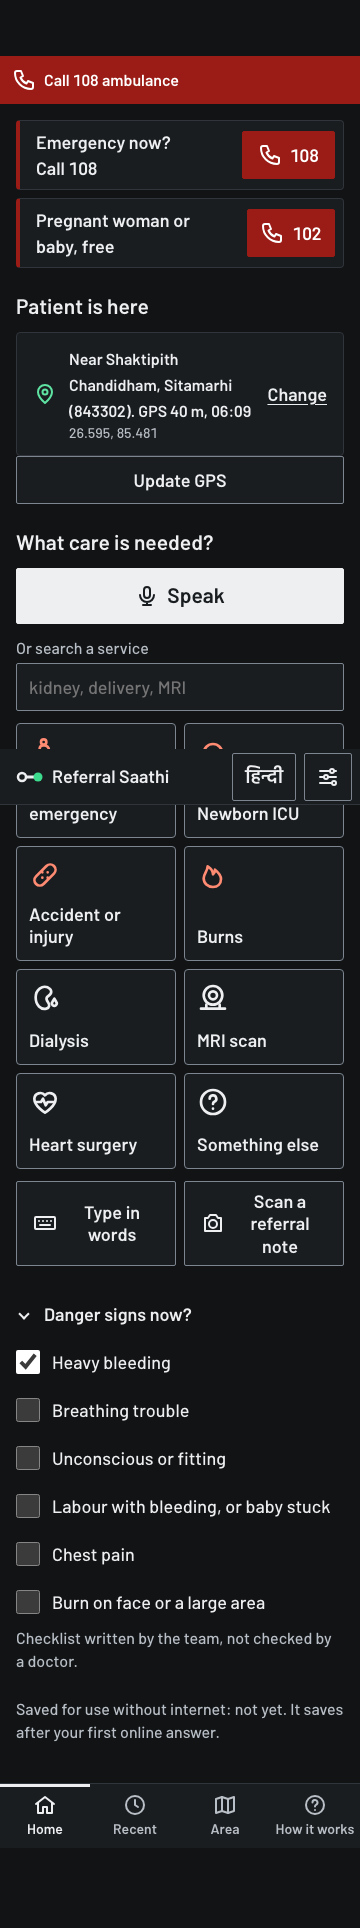 Call 108 ambulance
Emergency now?
Call 108
108
Pregnant woman or
baby, free
102
Patient is here
Near Shaktipith
Chandidham, Sitamarhi
(843302). GPS 40 m, 06:09
26.595, 85.481
Change
Update GPS
What care is needed?
Speak
Or search a service
kidney, delivery, MRI
Referral Saathi
हिन्दी
emergency
Newborn ICU
Accident or
injury
Burns
Dialysis
MRI scan
Heart surgery
Something else
Type in
words
Scan a
referral
note
Danger signs now?
Heavy bleeding
Breathing trouble
Unconscious or fitting
Labour with bleeding, or baby stuck
Chest pain
Burn on face or a large area
Checklist written by the team, not checked by
a doctor.
Saved for use without internet: not yet. It saves
after your first online answer.
Home
Recent
Area
How it works